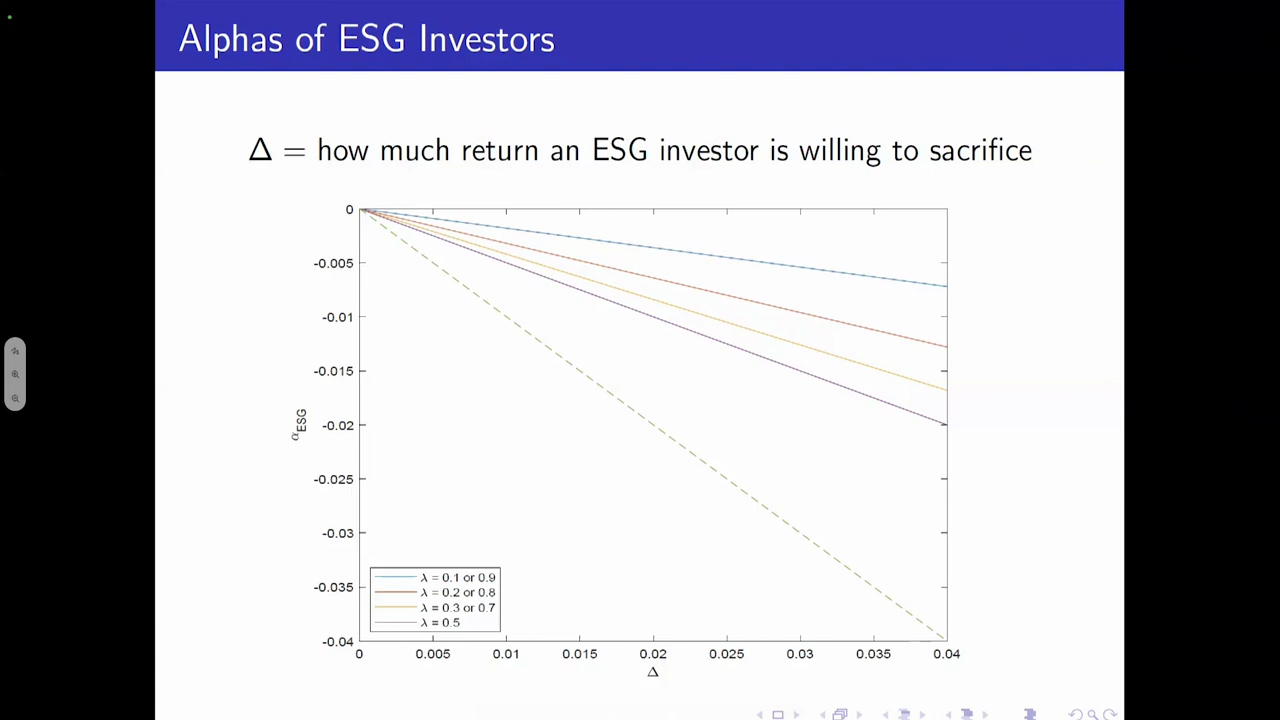 Alphas of ESG Investors
Δ = how much return an ESG investor is willing to sacrifice
0
-0.005
-0.01
-0.015
-0.02
-0.025
-0.03
-0.035
-0.04
α_ESG
λ = 0.1 or 0.9
λ = 0.2 or 0.8
λ = 0.3 or 0.7
λ = 0.5
0 0.005 0.01 0.015 0.02 0.025 0.03 0.035 0.04
Δ